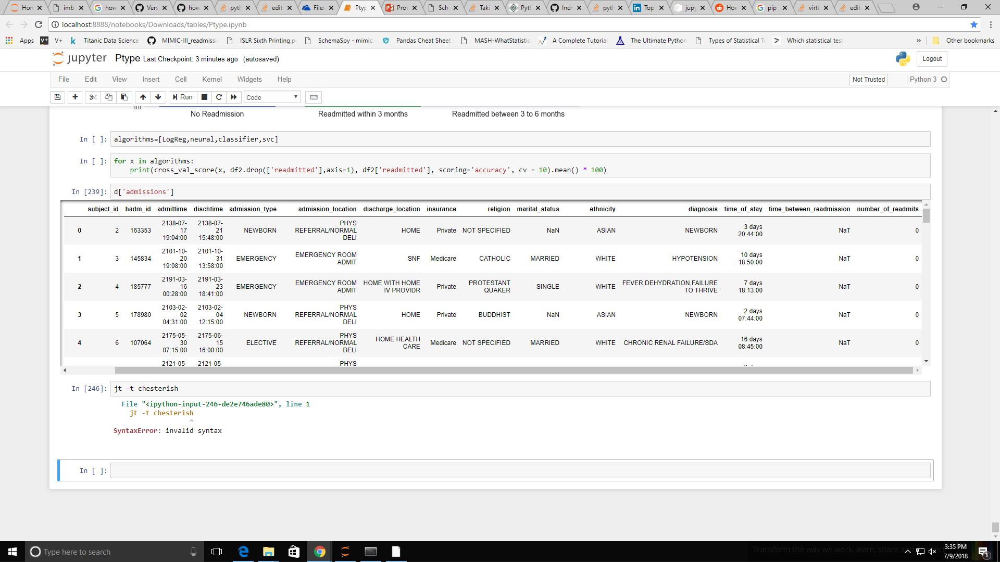 Hor
imb
how
Vers
how
pyth
edit
Files
Ptyp
Prot
Sch
Taki
Pyth
Incr
pyth
Top
jupy
How
pip
virtu
edit
localhost:8888/notebooks/Downloads/tables/Ptype.ipynb
Apps
V+
Titanic Data Science
MIMIC-III_readmissic
ISLR Sixth Printing.p
SchemaSpy - mimic.
Pandas Cheat Sheet
MASH-WhatStatistic
A Complete Tutorial
The Ultimate Python
Types of Statistical Te
Which statistical test
»
Other bookmarks
jupyter Ptype Last Checkpoint: 3 minutes ago (autosaved)
Logout
File Edit View Insert Cell Kernel Widgets Help
Not Trusted
Python 3
Run
Code
0.0
No Readmission
Readmitted within 3 months
Readmitted between 3 to 6 months
In [ ]: algorithms=[LogReg,neural,classifier,svc]
In [ ]: for x in algorithms:
print(cross_val_score(x, df2.drop(['readmitted'],axis=1), df2['readmitted'], scoring='accuracy', cv = 10).mean() * 100)
In [239]: d['admissions']
subject_id hadm_id admittime dischtime admission_type admission_location discharge_location insurance religion marital_status ethnicity diagnosis time_of_stay time_between_readmission number_of_readmits
0 2 163353 2138-07-17 19:04:00 2138-07-21 15:48:00 NEWBORN PHYS REFERRAL/NORMAL DELI HOME Private NOT SPECIFIED NaN ASIAN NEWBORN 3 days 20:44:00 NaT 0
1 3 145834 2101-10-20 19:08:00 2101-10-31 13:58:00 EMERGENCY EMERGENCY ROOM ADMIT SNF Medicare CATHOLIC MARRIED WHITE HYPOTENSION 10 days 18:50:00 NaT 0
2 4 185777 2191-03-16 00:28:00 2191-03-23 18:41:00 EMERGENCY EMERGENCY ROOM ADMIT HOME WITH HOME IV PROVIDR Private PROTESTANT QUAKER SINGLE WHITE FEVER,DEHYDRATION,FAILURE TO THRIVE 7 days 18:13:00 NaT 0
3 5 178980 2103-02-02 04:31:00 2103-02-04 12:15:00 NEWBORN PHYS REFERRAL/NORMAL DELI HOME Private BUDDHIST NaN ASIAN NEWBORN 2 days 07:44:00 NaT 0
4 6 107064 2175-05-30 07:15:00 2175-06-15 16:00:00 ELECTIVE PHYS REFERRAL/NORMAL DELI HOME HEALTH CARE Medicare NOT SPECIFIED MARRIED WHITE CHRONIC RENAL FAILURE/SDA 16 days 08:45:00 NaT 0
2121-05- 2121-05- PHYS
In [246]: jt -t chesterish
File "<ipython-input-246-de2e746ade80>", line 1
jt -t chesterish
^
SyntaxError: invalid syntax
In [ ]:
Type here to search
Transform the way we work, learn, share and
3:35 PM
7/9/2018
1